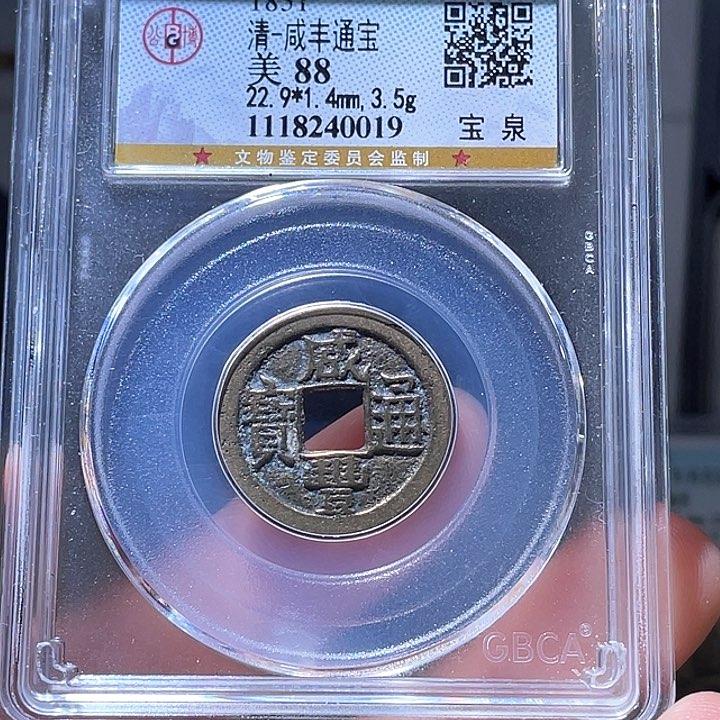 1851
清-咸丰通宝
美 88
22.9*1.4mm, 3.5g
1118240019 宝 泉
★ 文物鉴定委员会监制 ★
GBCA
咸豐通寶
GBCA®